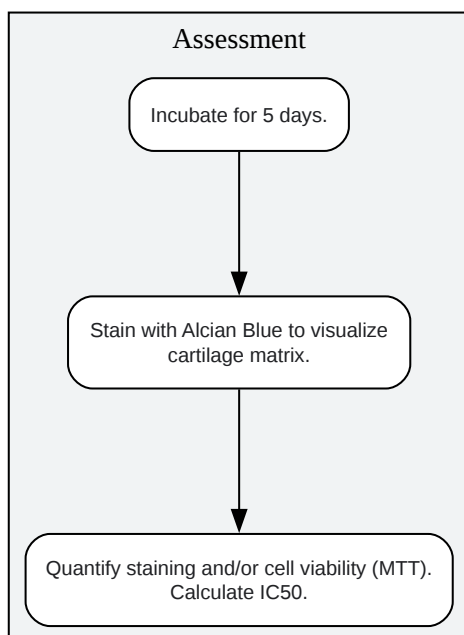 Assessment
Incubate for 5 days.
Stain with Alcian Blue to visualize
cartilage matrix.
Quantify staining and/or cell viability (MTT).
Calculate IC50.